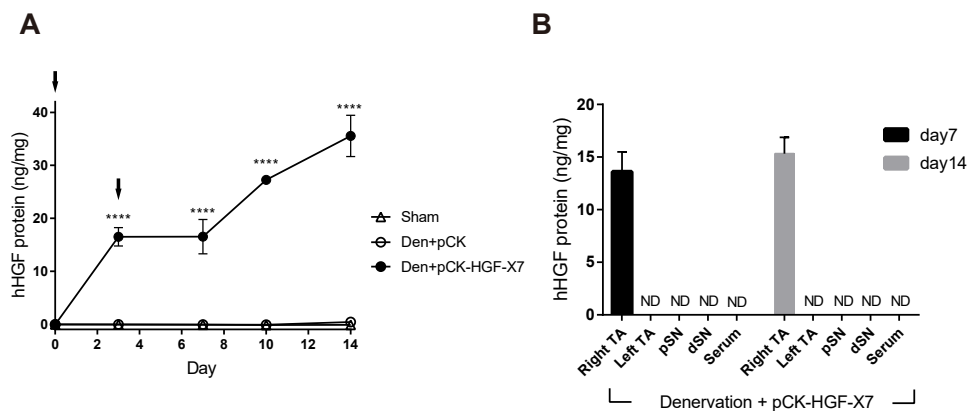 A
hHGF protein (ng/mg)
40
30
20
10
0
****
****
****
****
0 2 4 6 8 10 12 14
Day
Sham
Den+pCK
Den+pCK-HGF-X7
B
hHGF protein (ng/mg)
20
15
10
5
0
ND ND ND ND
ND ND ND ND
Right TA Left TA pSN dSN Serum
Right TA Left TA pSN dSN Serum
Denervation + pCK-HGF-X7
day7
day14